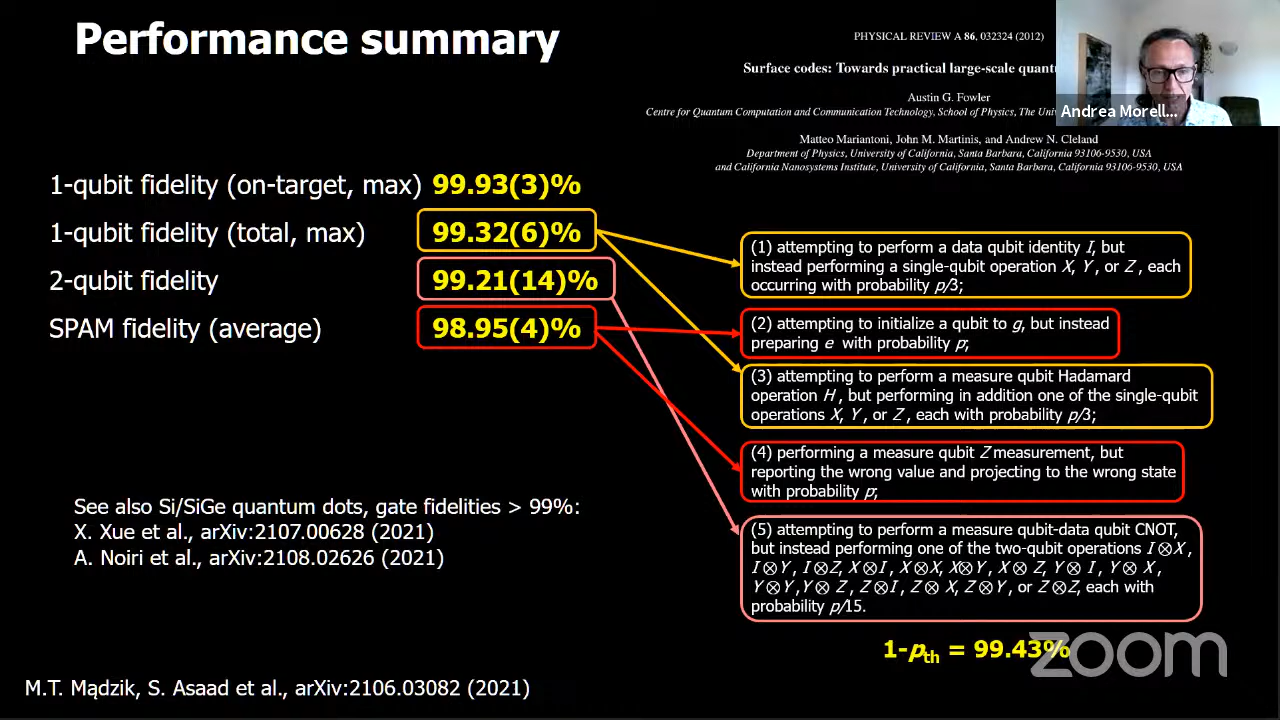 Performance summary
PHYSICAL REVIEW A 86, 032324 (2012)
Surface codes: Towards practical large-scale quant
Austin G. Fowler
Centre for Quantum Computation and Communication Technology, School of Physics, The Univ
Matteo Mariantoni, John M. Martinis, and Andrew N. Cleland
Department of Physics, University of California, Santa Barbara, California 93106-9530, USA
and California Nanosystems Institute, University of California, Santa Barbara, California 93106-9530, USA
Andrea Morell...
1-qubit fidelity (on-target, max) 99.93(3)%
1-qubit fidelity (total, max) 99.32(6)%
2-qubit fidelity 99.21(14)%
SPAM fidelity (average) 98.95(4)%
(1) attempting to perform a data qubit identity I, but
instead performing a single-qubit operation X, Y, or Z, each
occurring with probability p/3;
(2) attempting to initialize a qubit to g, but instead
preparing e with probability p;
(3) attempting to perform a measure qubit Hadamard
operation H, but performing in addition one of the single-qubit
operations X, Y, or Z, each with probability p/3;
(4) performing a measure qubit Z measurement, but
reporting the wrong value and projecting to the wrong state
with probability p;
(5) attempting to perform a measure qubit-data qubit CNOT,
but instead performing one of the two-qubit operations I⊗X,
I⊗Y, I⊗Z, X⊗I, X⊗X, X⊗Y, X⊗Z, Y⊗I, Y⊗X,
Y⊗Y, Y⊗Z, Z⊗I, Z⊗X, Z⊗Y, or Z⊗Z, each with
probability p/15.
1-pth = 99.43%
See also Si/SiGe quantum dots, gate fidelities > 99%:
X. Xue et al., arXiv:2107.00628 (2021)
A. Noiri et al., arXiv:2108.02626 (2021)
M.T. Mądzik, S. Asaad et al., arXiv:2106.03082 (2021)
zoom